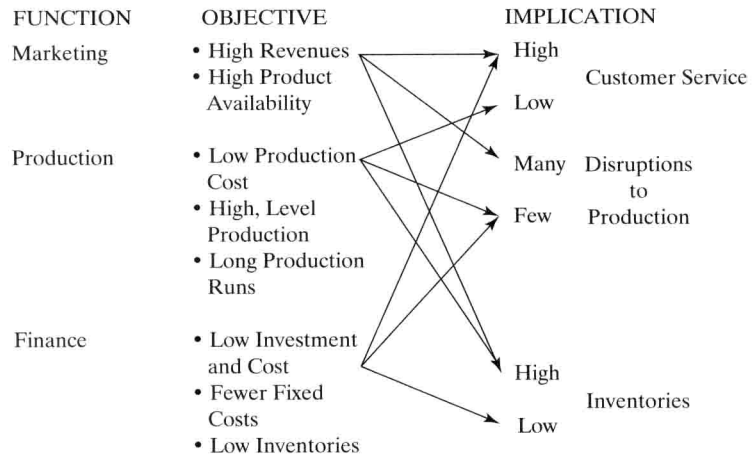 FUNCTION OBJECTIVE IMPLICATION
Marketing
• High Revenues
• High Product
Availability
High
Low
Customer Service
Production
• Low Production
Cost
• High, Level
Production
• Long Production
Runs
Many
Few
Disruptions
to
Production
Finance
• Low Investment
and Cost
• Fewer Fixed
Costs
• Low Inventories
High
Low
Inventories